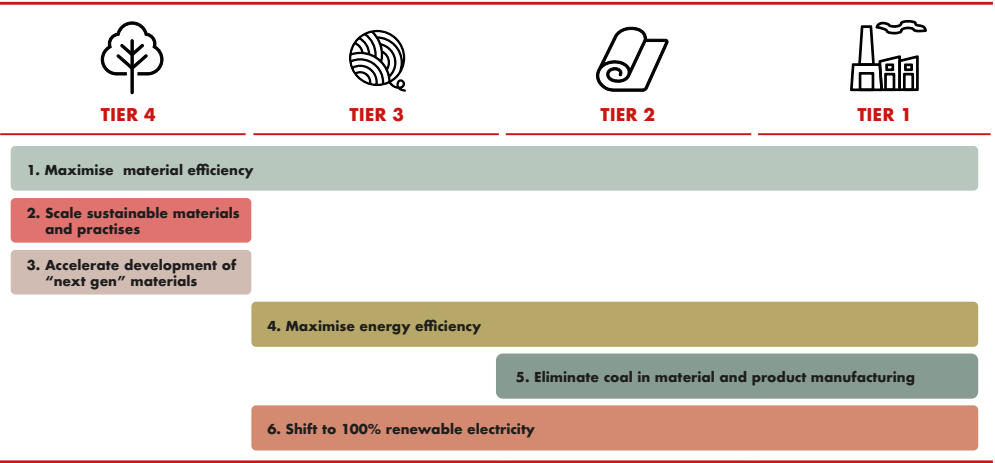 TIER 4
TIER 3
TIER 2
TIER 1
1. Maximise material efficiency
2. Scale sustainable materials
and practises
3. Accelerate development of
“next gen” materials
4. Maximise energy efficiency
5. Eliminate coal in material and product manufacturing
6. Shift to 100% renewable electricity